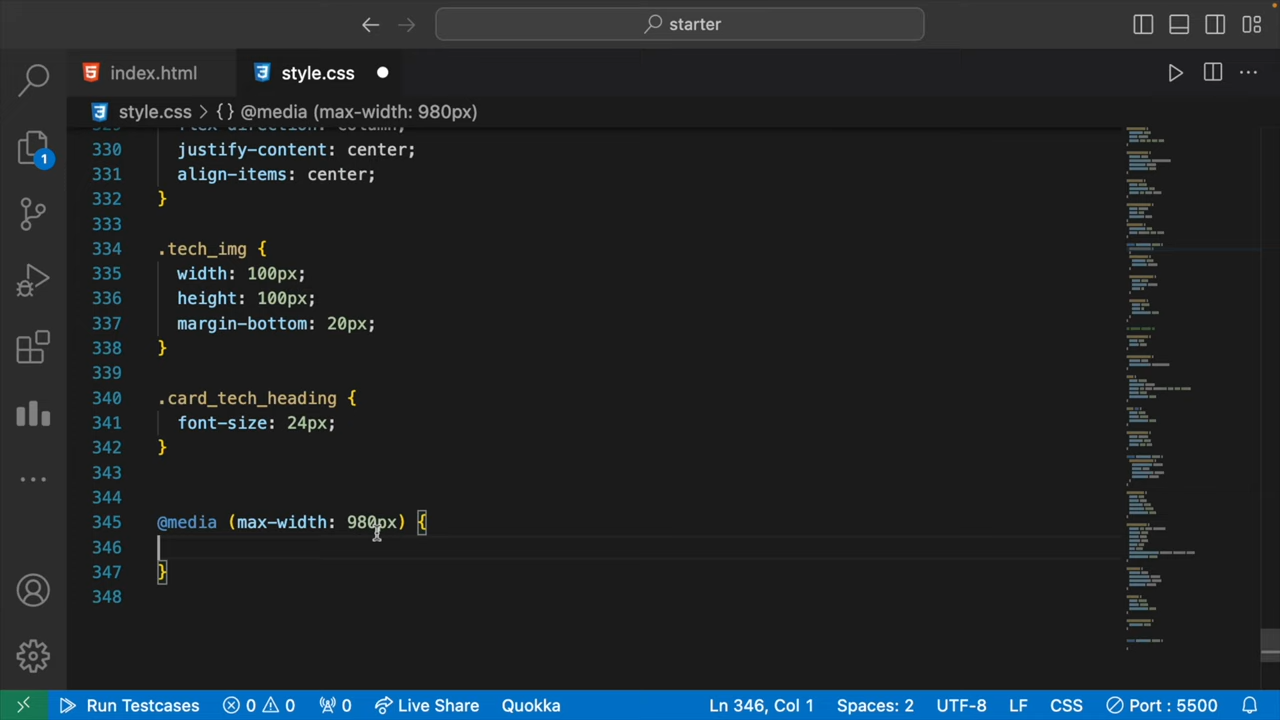 starter
index.html
style.css
style.css > {} @media (max-width: 980px)
flex-direction: column;
330 justify-content: center;
331 align-items: center;
332 }
333
334 .tech_img {
335 width: 100px;
336 height: 100px;
337 margin-bottom: 20px;
338 }
339
340 .card_tech_heading {
341 font-size: 24px;
342 }
343
344
345 @media (max-width: 980px) {
346
347 }
348
1
Run Testcases 0 0 0 Live Share Quokka Ln 346, Col 1 Spaces: 2 UTF-8 LF CSS Port : 5500